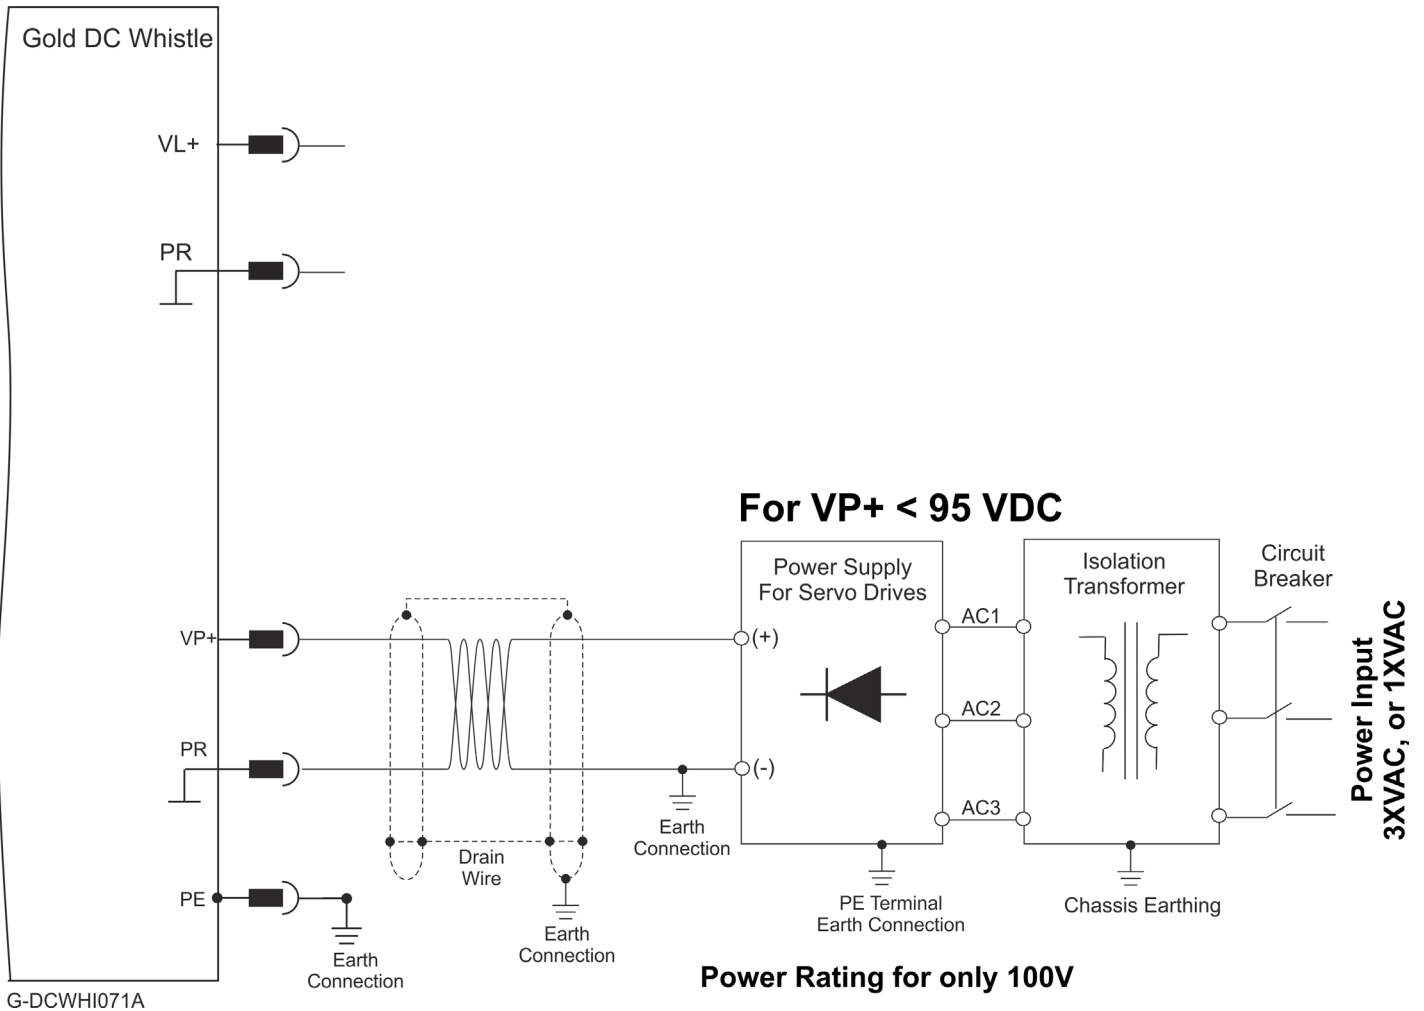 Gold DC Whistle
VL+
PR
For VP+ < 95 VDC
Power Supply
For Servo Drives
Isolation
Transformer
Circuit
Breaker
AC1
VP+
(+)
AC2
Power Input
3XVAC, or 1XVAC
PR
(-)
AC3
Earth
Connection
Drain
Wire
PE
PE Terminal
Earth Connection
Chassis Earthing
Earth
Connection
Earth
Connection
Power Rating for only 100V
G-DCWHI071A